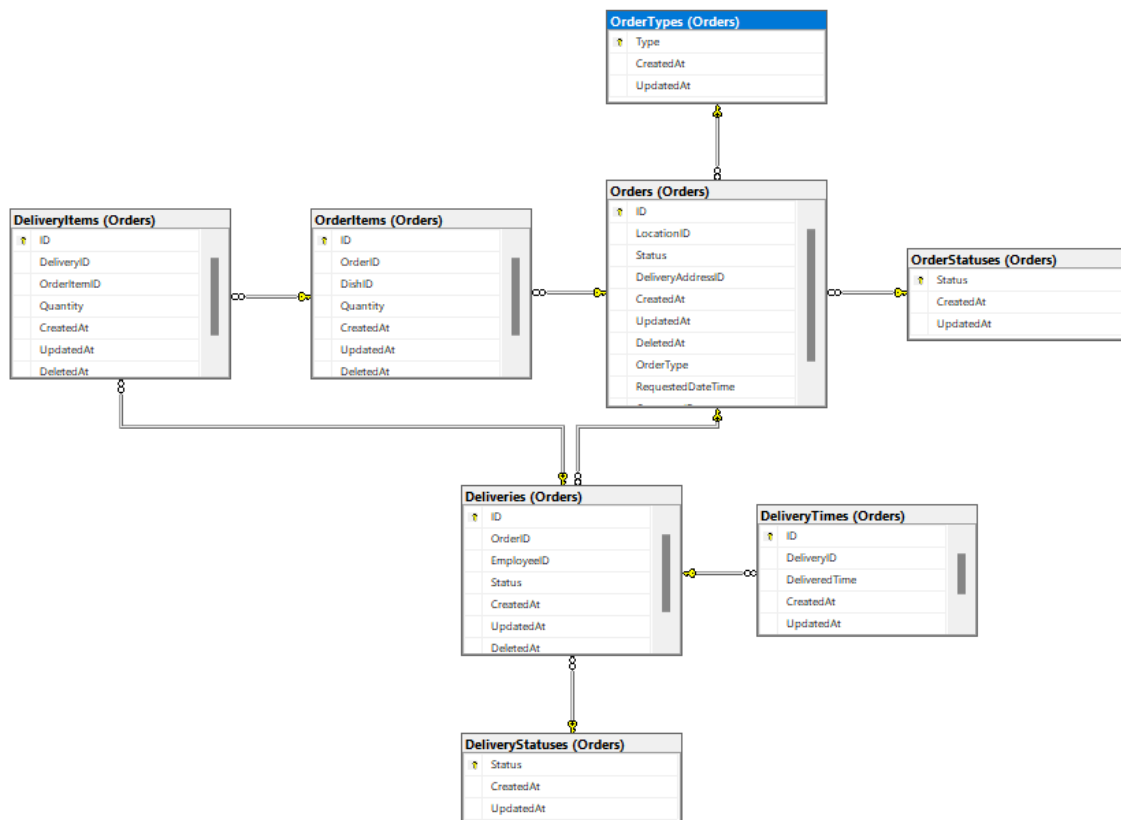 OrderTypes (Orders)
Type
CreatedAt
UpdatedAt
Orders (Orders)
ID
LocationID
Status
DeliveryAddressID
CreatedAt
UpdatedAt
DeletedAt
OrderType
RequestedDateTime
DeliveryItems (Orders)
ID
DeliveryID
OrderItemID
Quantity
CreatedAt
UpdatedAt
DeletedAt
OrderItems (Orders)
ID
OrderID
DishID
Quantity
CreatedAt
UpdatedAt
DeletedAt
OrderStatuses (Orders)
Status
CreatedAt
UpdatedAt
Deliveries (Orders)
ID
OrderID
EmployeeID
Status
CreatedAt
UpdatedAt
DeletedAt
DeliveryTimes (Orders)
ID
DeliveryID
DeliveredTime
CreatedAt
UpdatedAt
DeliveryStatuses (Orders)
Status
CreatedAt
UpdatedAt